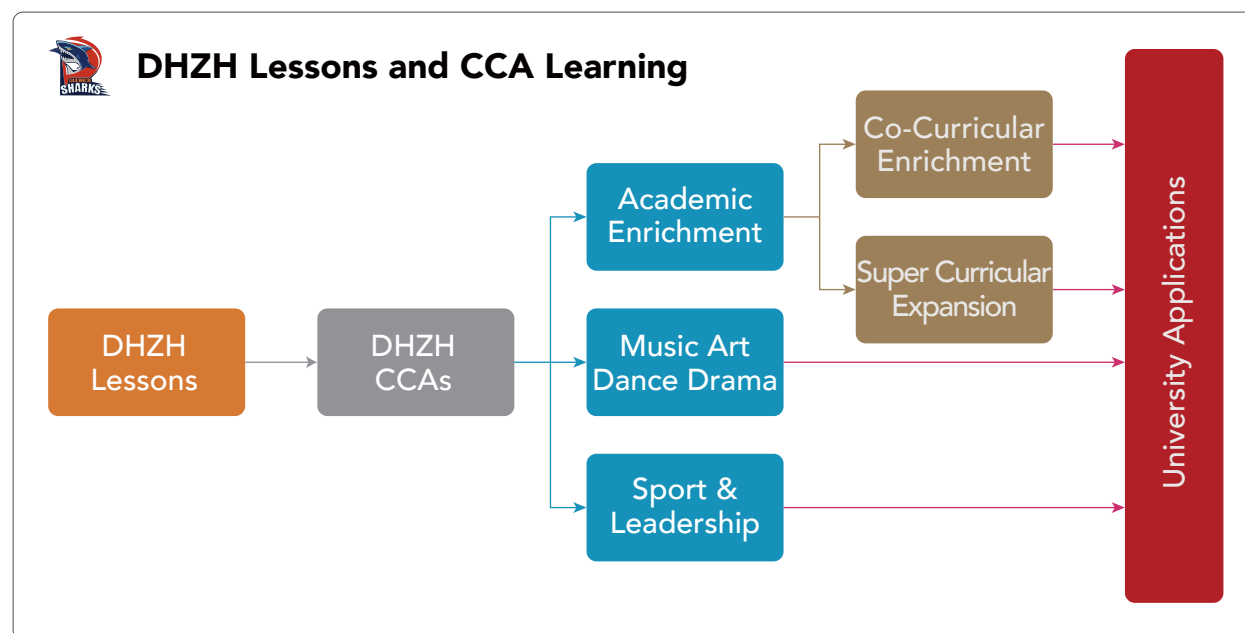 DHZH Lessons and CCA Learning
SHARKS
Co-Curricular
Enrichment
Academic
Enrichment
Super Curricular
Expansion
DHZH
Lessons
DHZH
CCAs
Music Art
Dance Drama
Sport &
Leadership
University Applications